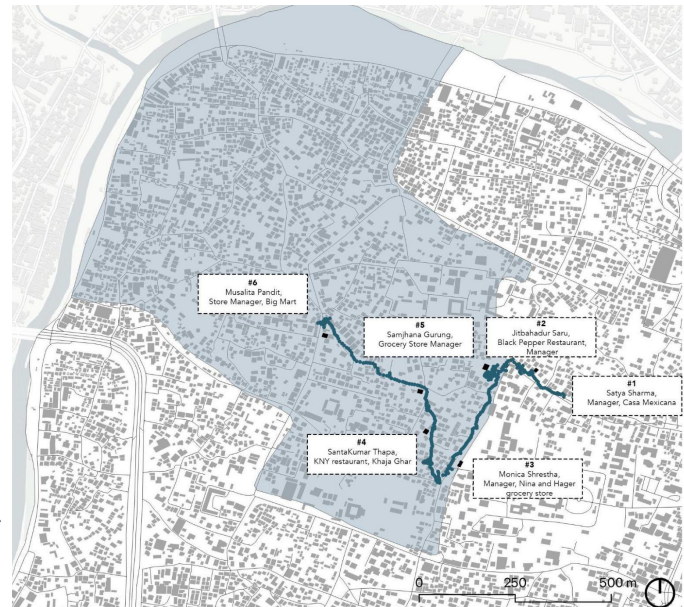 #6
Musalita Pandit,
Store Manager, Big Mart
#5
Samjhana Gurung,
Grocery Store Manager
#2
Jitbahadur Saru,
Black Pepper Restaurant,
Manager
#1
Satya Sharma,
Manager, Casa Mexicana
#4
SantaKumar Thapa,
KNY restaurant, Khaja Ghar
#3
Monica Shrestha,
Manager, Nina and Hager
grocery store
0 250 500 m